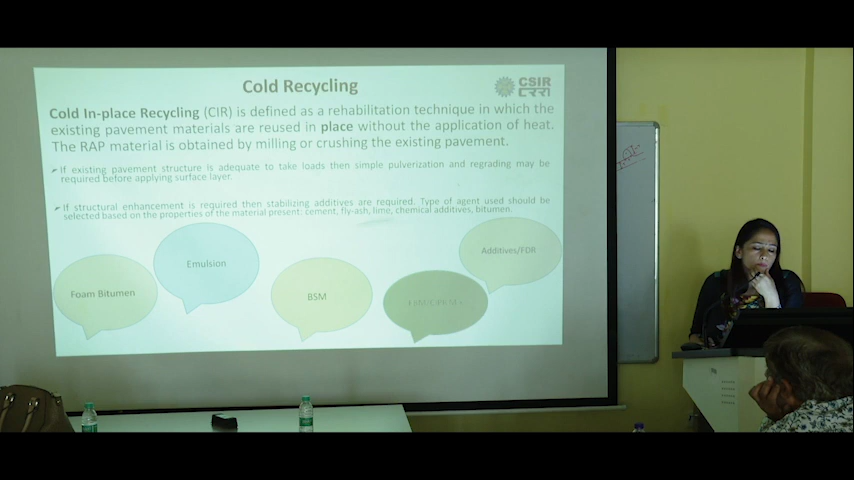 Cold Recycling
CSIR
Cold In-place Recycling (CIR) is defined as a rehabilitation technique in which the
existing pavement materials are reused in place without the application of heat.
The RAP material is obtained by milling or crushing the existing pavement.
➢ If existing pavement structure is adequate to take loads then simple pulverization and regrading may be
required before applying surface layer.
➢ If structural enhancement is required then stabilizing additives are required. Type of agent used should be
selected based on the properties of the material present: cement, fly-ash, lime, chemical additives, bitumen.
Additives/FDR
Emulsion
Foam Bitumen
BSM